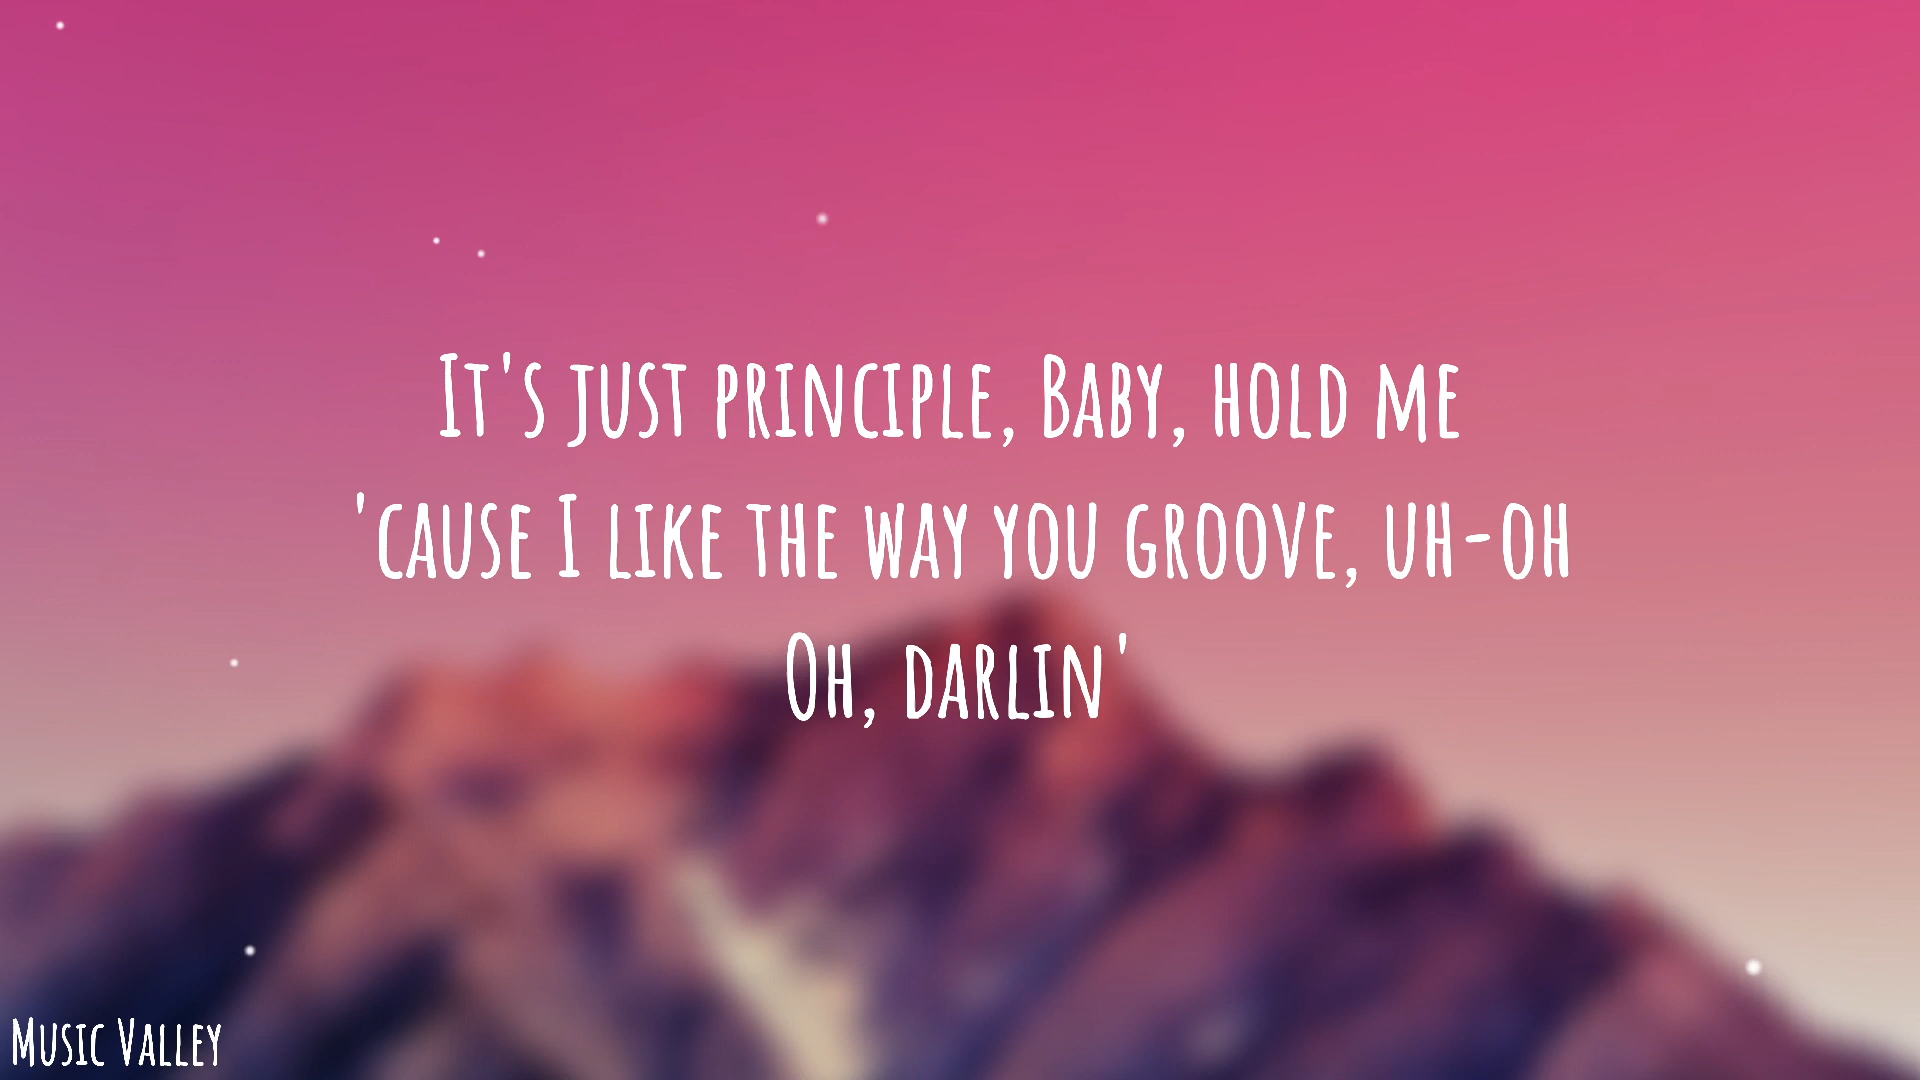 It's just principle, Baby, hold me
'cause I like the way you groove, uh-oh
Oh, darlin'
Music Valley